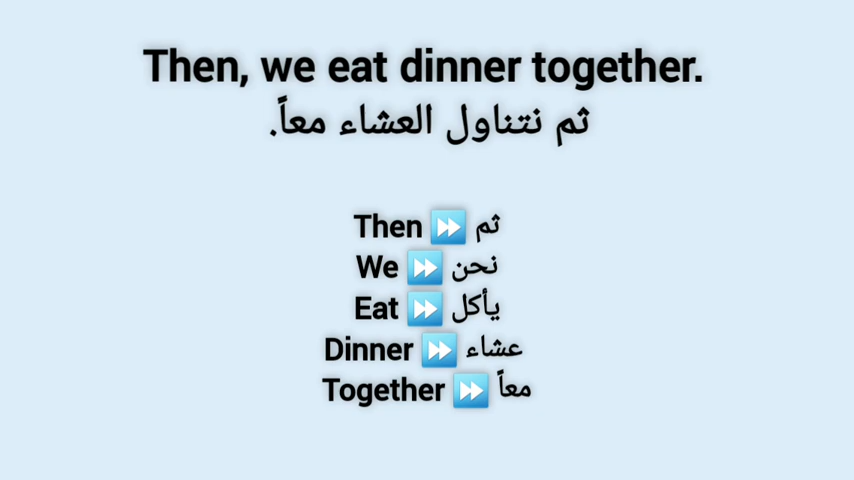 Then, we eat dinner together.
ثم نتناول العشاء معاً.
Then ⏩ ثم
We ⏩ نحن
Eat ⏩ يأكل
Dinner ⏩ عشاء
Together ⏩ معاً